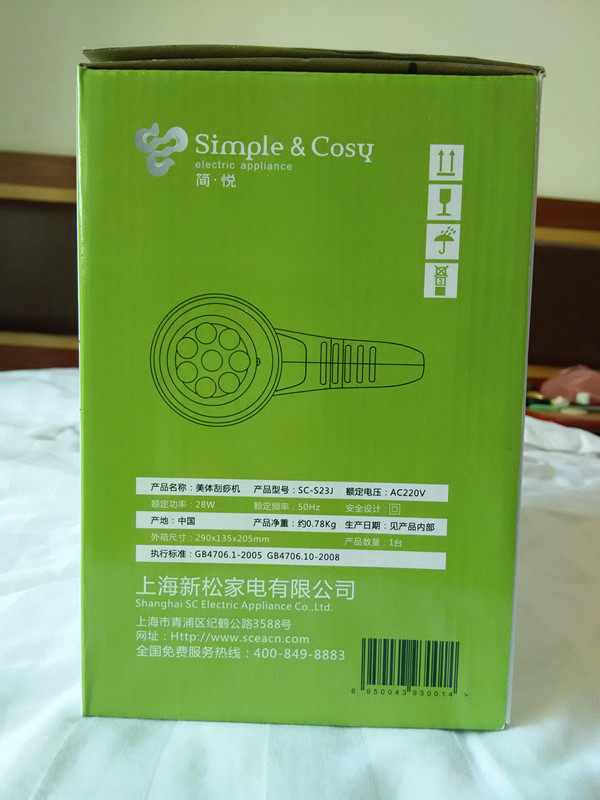 Simple & Cosy
electric appliance
简·悦
3
产品名称：美体刮痧机 产品型号：SC-S23J 额定电压：AC220V
额定功率：28W 额定频率：50Hz 安全设计：回
产地：中国 产品净重：约0.78Kg 生产日期：见产品内部
外箱尺寸：290x135x205mm 产品数量：1台
执行标准：GB4706.1-2005 GB4706.10-2008
上海新松家电有限公司
Shanghai SC Electric Appliance Co.,Ltd.
上海市青浦区纪鹤公路3588号
网址：Http://www.sceacn.com
全国免费服务热线：400-849-8883
6 950043 930014 >